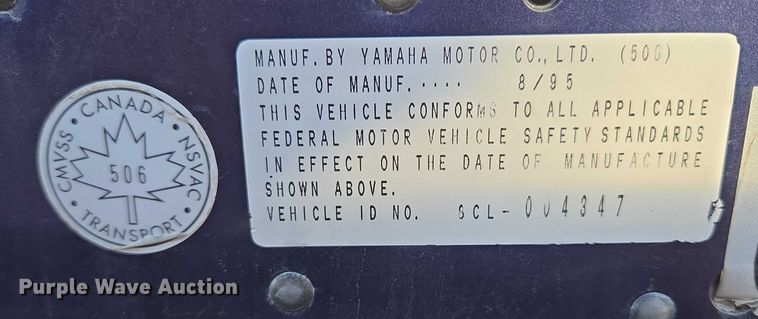 MANUF. BY YAMAHA MOTOR CO., LTD. (506)
DATE OF MANUF. .... 8/95
THIS VEHICLE CONFORMS TO ALL APPLICABLE
FEDERAL MOTOR VEHICLE SAFETY STANDARDS
IN EFFECT ON THE DATE OF MANUFACTURE
SHOWN ABOVE.
VEHICLE ID NO. 8CL-004347
CMVSS · CANADA · NSVAC · TRANSPORT ·
506
Purple Wave Auction®